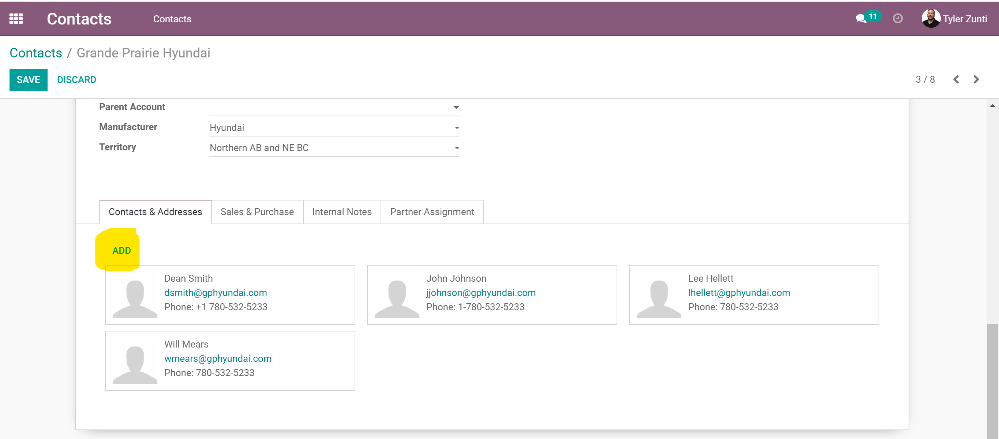 Contacts Contacts 11 Tyler Zunti
Contacts / Grande Prairie Hyundai
SAVE DISCARD 3 / 8
Parent Account
Manufacturer Hyundai
Territory Northern AB and NE BC
Contacts & Addresses Sales & Purchase Internal Notes Partner Assignment
ADD
Dean Smith
dsmith@gphyundai.com
Phone: +1 780-532-5233
John Johnson
jjohnson@gphyundai.com
Phone: 1-780-532-5233
Lee Hellett
lhellett@gphyundai.com
Phone: 780-532-5233
Will Mears
wmears@gphyundai.com
Phone: 780-532-5233